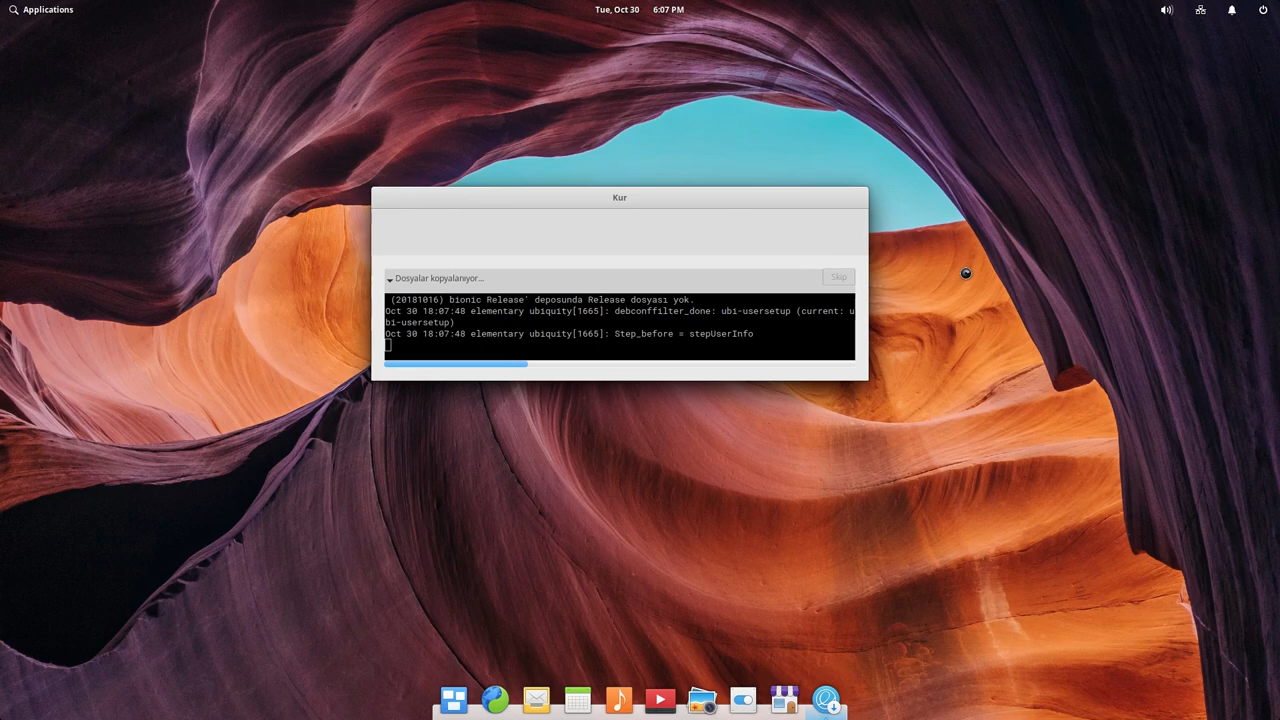 Applications
Tue, Oct 30 6:07 PM
Kur
Dosyalar kopyalanıyor...
Skip
(20181016) bionic Release' deposunda Release dosyası yok.
Oct 30 18:07:48 elementary ubiquity[1665]: debconffilter_done: ubi-usersetup (current: u
bi-usersetup)
Oct 30 18:07:48 elementary ubiquity[1665]: Step_before = stepUserInfo